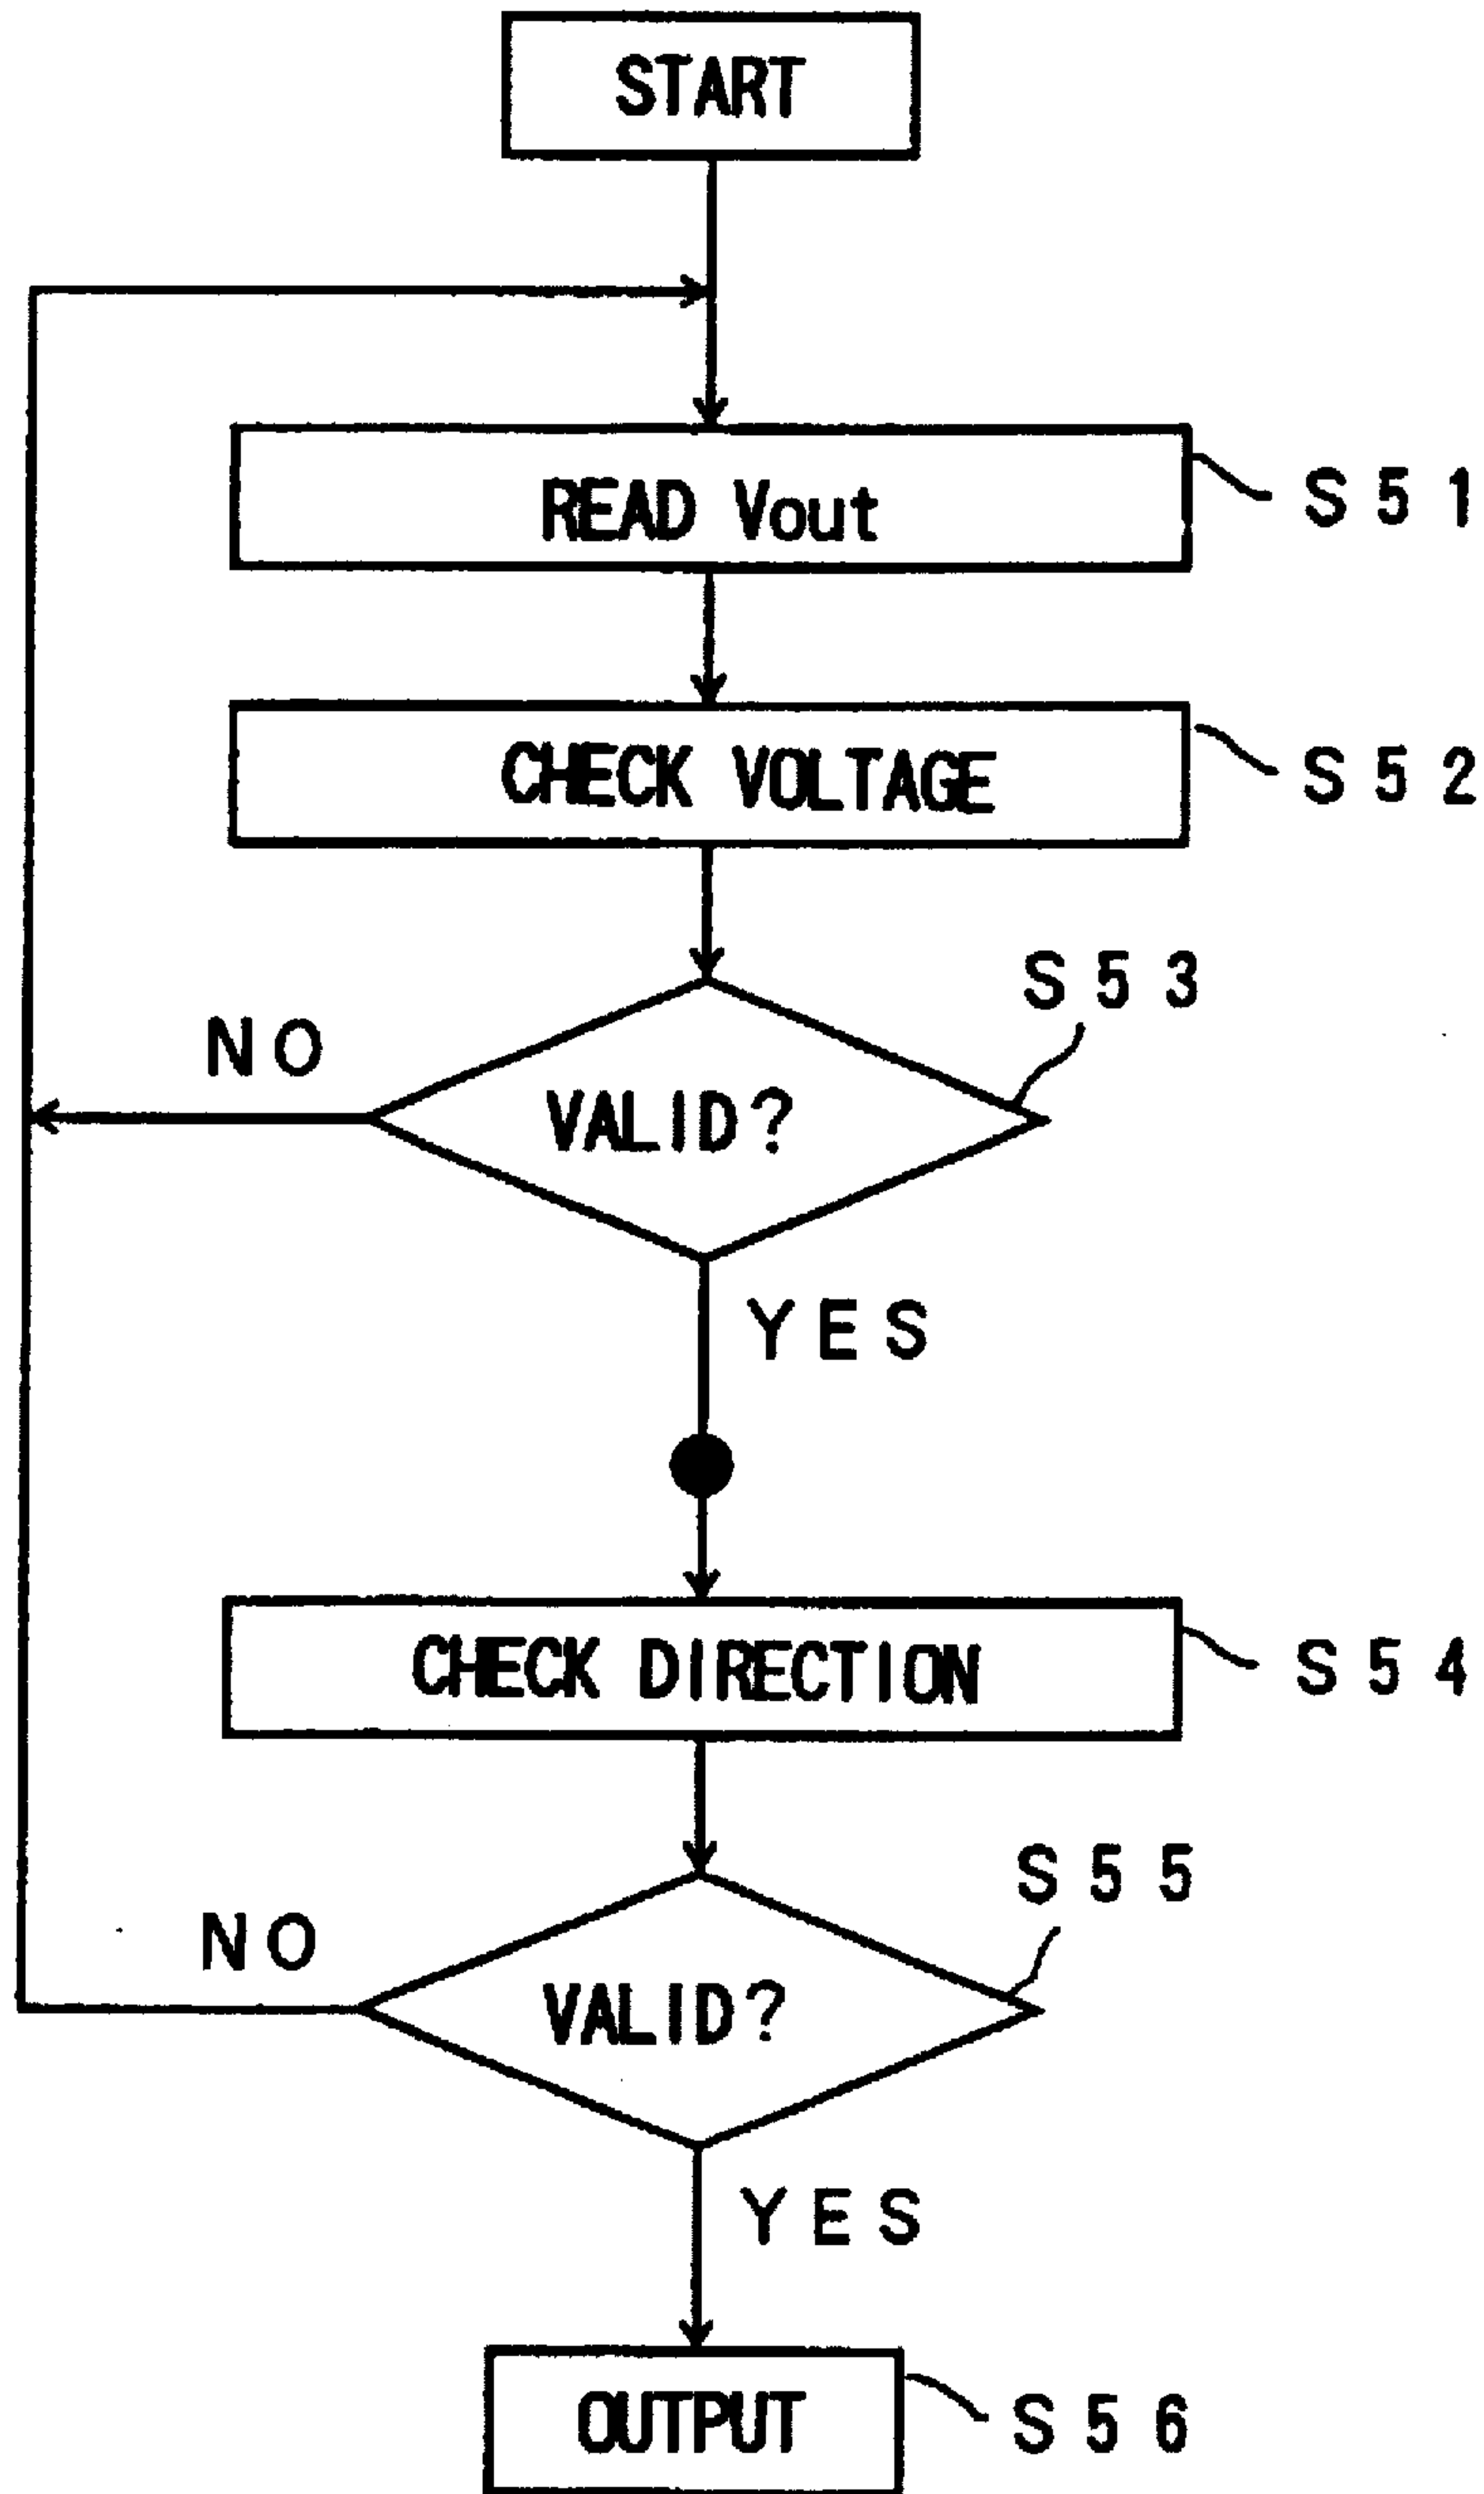 START
READ Vout
S51
CHECK VOLTAGE
S52
S53
NO
VALID?
YES
CHECK DIRECTION
S54
S55
NO
VALID?
YES
OUTPUT
S56